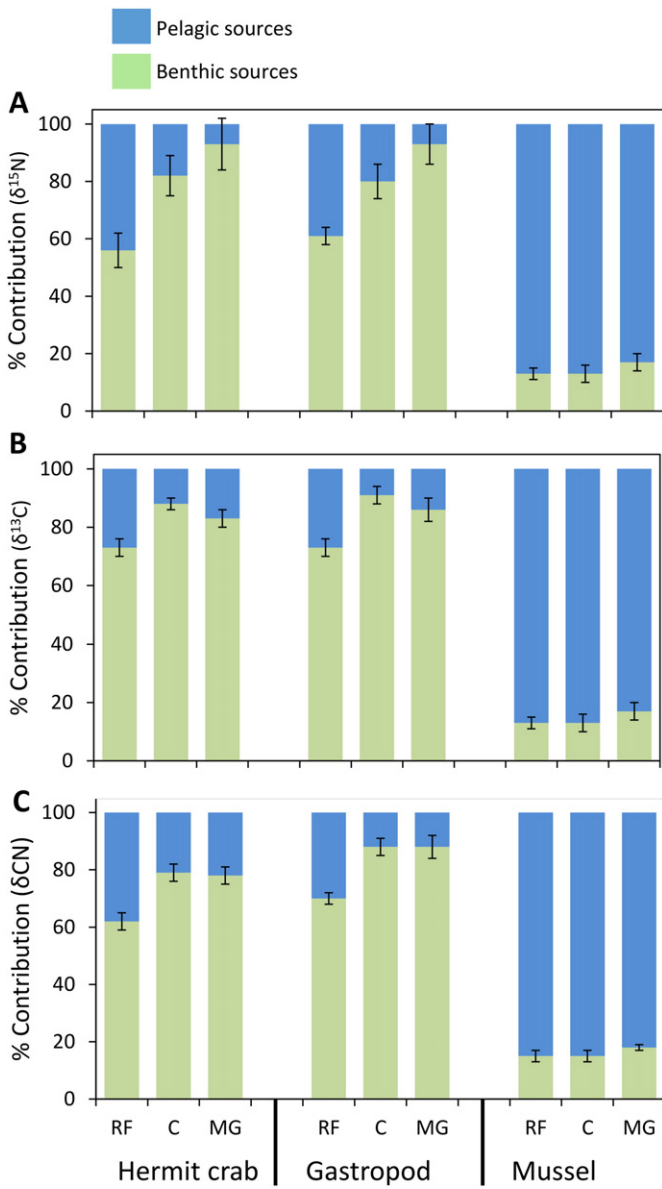 Pelagic sources
Benthic sources
A
% Contribution (δ¹⁵N)
100
80
60
40
20
0
B
% Contribution (δ¹³C)
100
80
60
40
20
0
C
% Contribution (δCN)
100
80
60
40
20
0
RF C MG RF C MG RF C MG
Hermit crab Gastropod Mussel